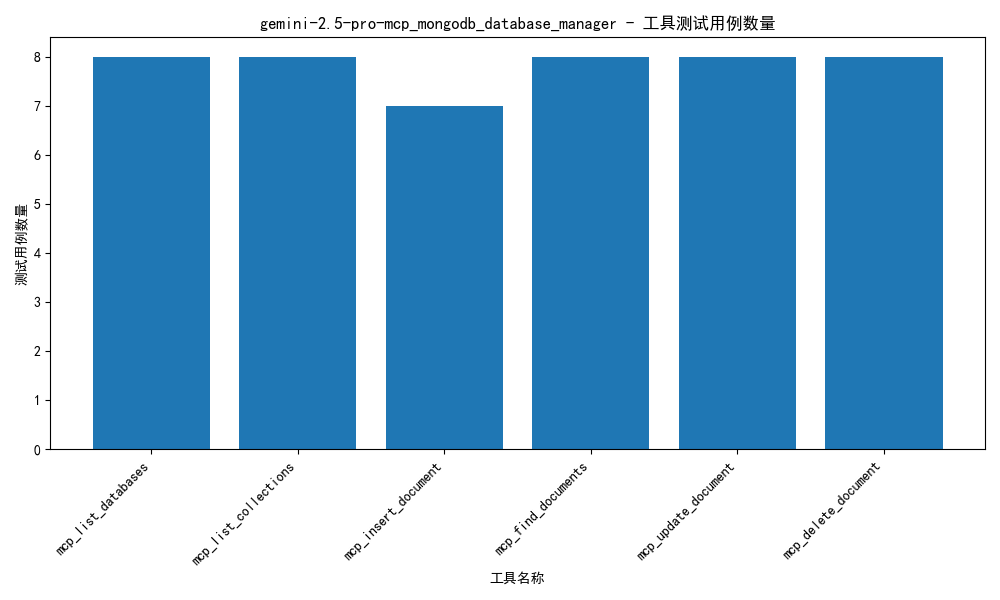 gemini-2.5-pro-mcp_mongodb_database_manager - 工具测试用例数量
测试用例数量
8
7
6
5
4
3
2
1
0
mcp_list_databases
mcp_list_collections
mcp_insert_document
mcp_find_documents
mcp_update_document
mcp_delete_document
工具名称